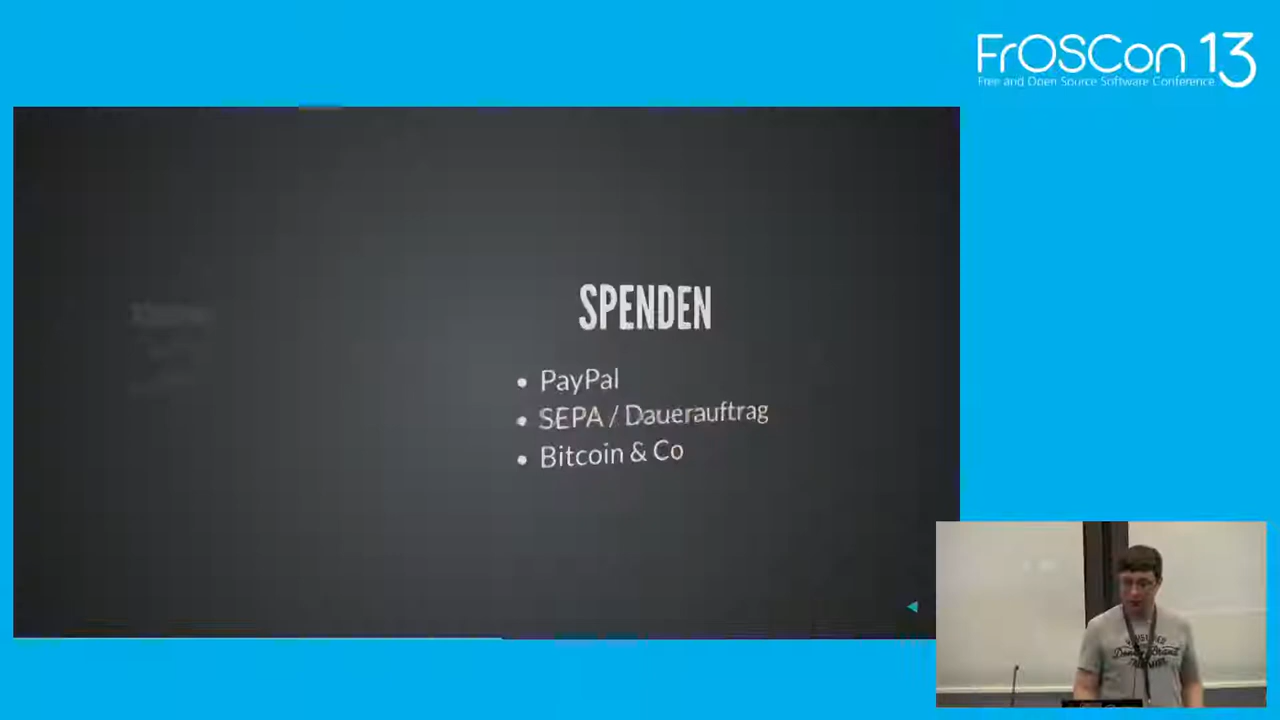 FrOSCon 13
Free and Open Source Software Conference
SPENDEN
PayPal
SEPA / Dauerauftrag
Bitcoin & Co